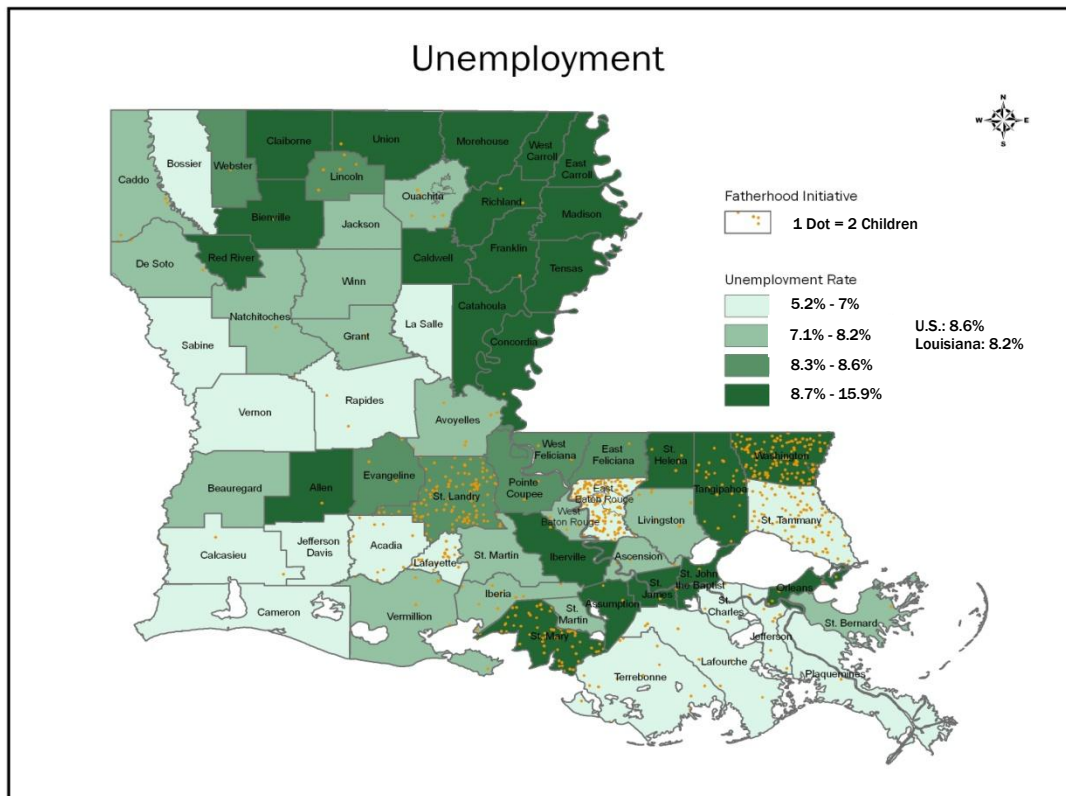 Unemployment
N
W E
S
Claiborne
Union
Morehouse
West
Carroll
East
Carroll
Bossier
Webster
Lincoln
Caddo
Ouachita
Richland
Madison
Bienville
Jackson
Franklin
De Soto
Red River
Caldwell
Tensas
Winn
Catahoula
Natchitoches
La Salle
Grant
Sabine
Concordia
Vernon
Rapides
Avoyelles
West
Feliciana
East
Feliciana
St.
Helena
Washington
Evangeline
Beauregard
Allen
St. Landry
Pointe
Coupee
East
Baton Rouge
Tangipahoa
West
Baton Rouge
Livingston
St. Tammany
Calcasieu
Jefferson
Davis
Acadia
Lafayette
St. Martin
Iberville
Ascension
St. John
the Baptist
St.
James
Orleans
Cameron
Vermillion
Iberia
St.
Martin
Assumption
St.
Charles
St. Bernard
St. Mary
Jefferson
Lafourche
Terrebonne
Plaquemines
Fatherhood Initiative
1 Dot = 2 Children
Unemployment Rate
5.2% - 7%
7.1% - 8.2%
8.3% - 8.6%
8.7% - 15.9%
U.S.: 8.6%
Louisiana: 8.2%